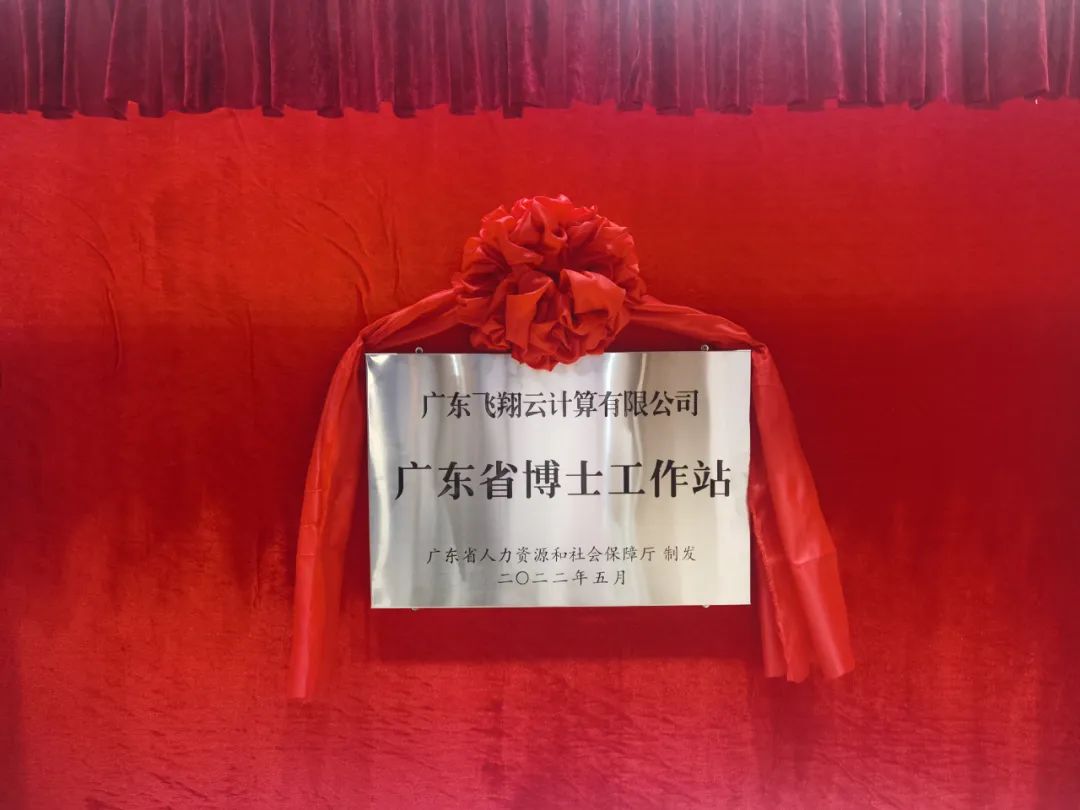 广东飞翔云计算有限公司
广东省博士工作站
广东省人力资源和社会保障厅 制发
二〇二二年五月